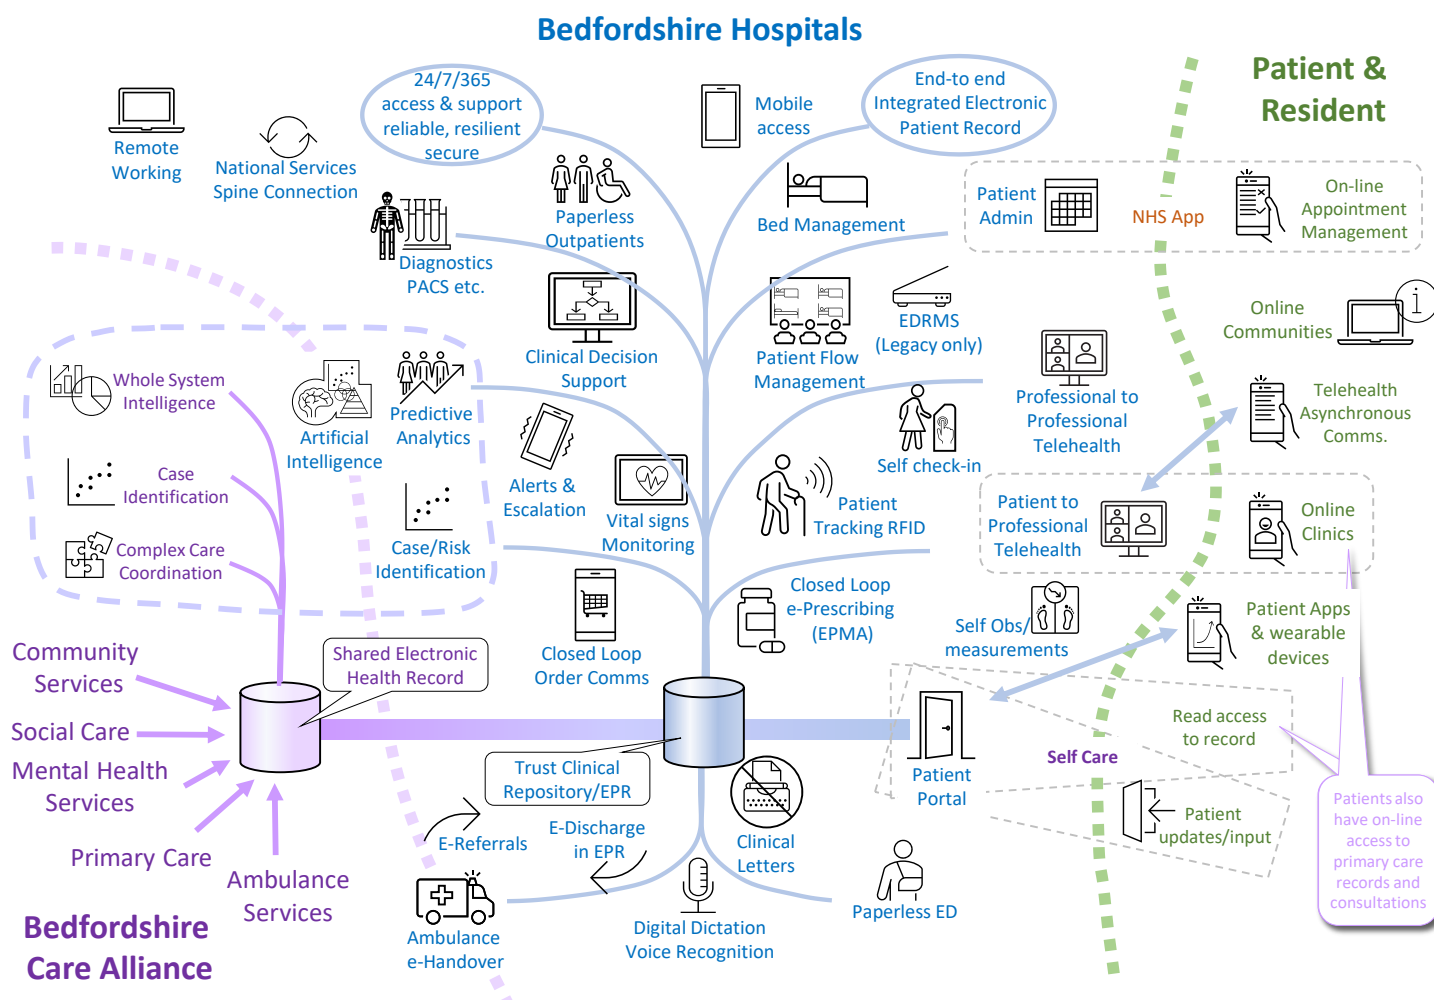 Bedfordshire Hospitals
Patient &
Resident
24/7/365
access & support
reliable, resilient
secure
End-to end
Integrated Electronic
Patient Record
Mobile
access
Remote
Working
National Services
Spine Connection
Paperless
Outpatients
Bed Management
Patient
Admin
NHS App
On-line
Appointment
Management
Diagnostics
PACS etc.
Clinical Decision
Support
Patient Flow
Management
EDRMS
(Legacy only)
Online
Communities
Whole System
Intelligence
Artificial
Intelligence
Predictive
Analytics
Professional to
Professional
Telehealth
Telehealth
Asynchronous
Comms.
Self check-in
Case
Identification
Alerts &
Escalation
Vital signs
Monitoring
Patient
Tracking RFID
Patient to
Professional
Telehealth
Online
Clinics
Complex Care
Coordination
Case/Risk
Identification
Closed Loop
Order Comms
Closed Loop
e-Prescribing
(EPMA)
Self Obs/
measurements
Patient Apps
& wearable
devices
Community
Services
Shared Electronic
Health Record
Social Care
Mental Health
Services
Primary Care
Ambulance
Services
Trust Clinical
Repository/EPR
Patient
Portal
Self Care
Read access
to record
Patient
updates/input
Patients also
have on-line
access to
primary care
records and
consultations
E-Referrals
E-Discharge
in EPR
Clinical
Letters
Ambulance
e-Handover
Digital Dictation
Voice Recognition
Paperless ED
Bedfordshire
Care Alliance